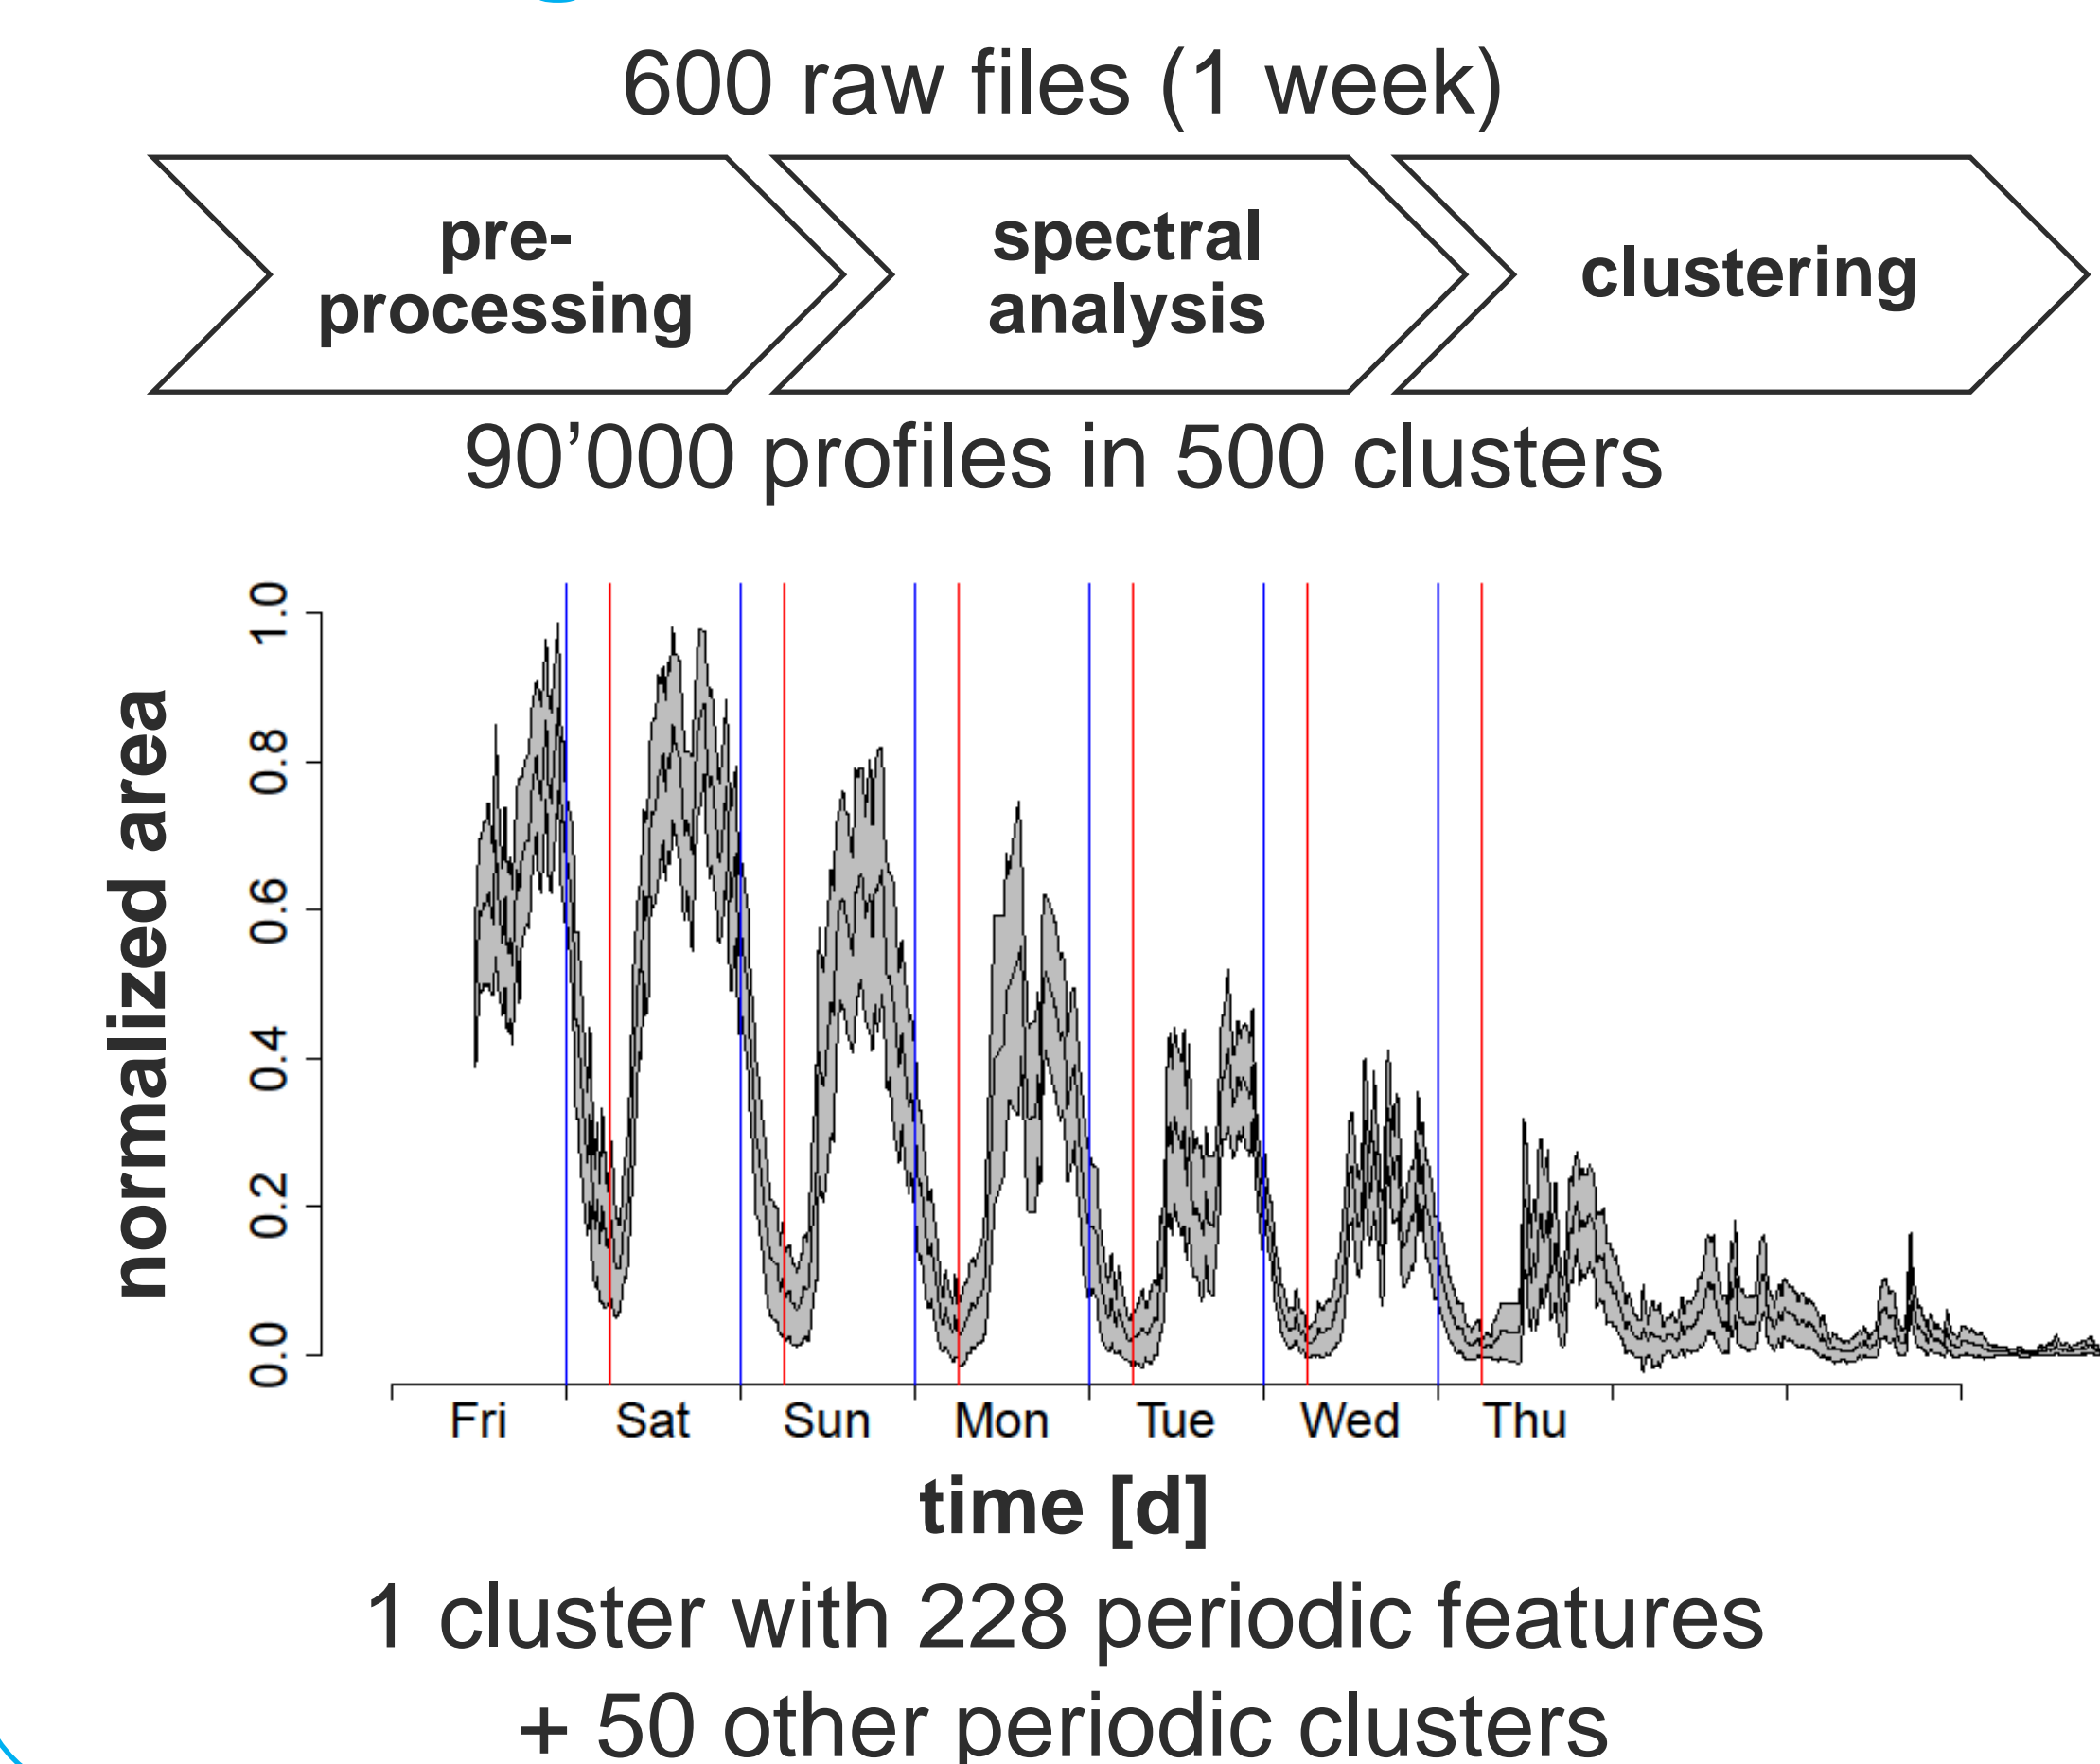 600 raw files (1 week)
pre-
processing
spectral
analysis
clustering
90’000 profiles in 500 clusters
normalized area
1.0
0.8
0.6
0.4
0.2
0.0
Fri Sat Sun Mon Tue Wed Thu
time [d]
1 cluster with 228 periodic features
+ 50 other periodic clusters